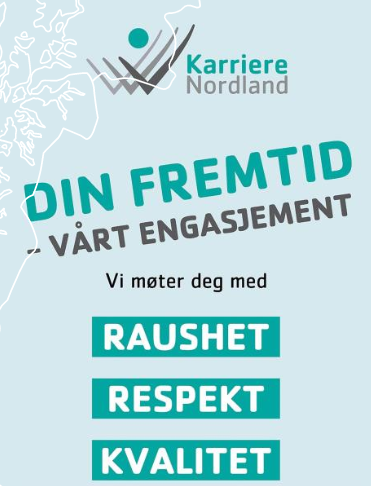 Karriere
Nordland
DIN FREMTID
– VÅRT ENGASJEMENT
Vi møter deg med
RAUSHET
RESPEKT
KVALITET